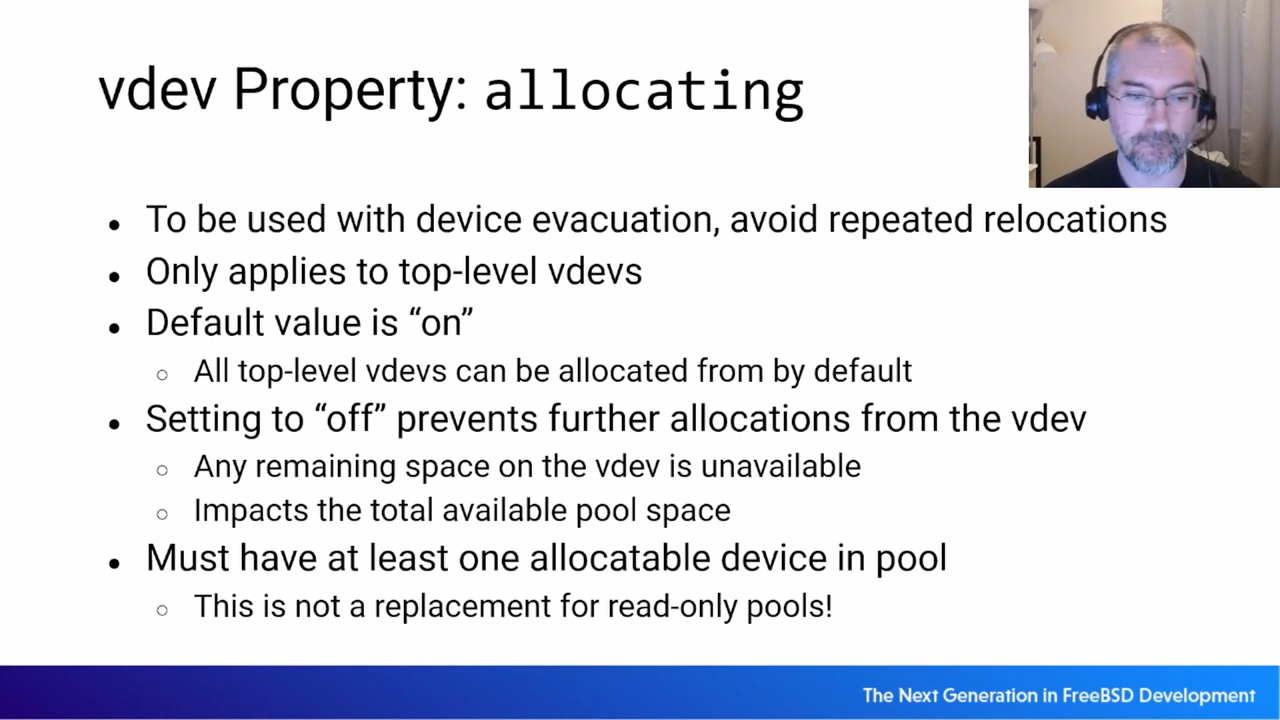 vdev Property: allocating
• To be used with device evacuation, avoid repeated relocations
• Only applies to top-level vdevs
• Default value is “on”
○ All top-level vdevs can be allocated from by default
• Setting to “off” prevents further allocations from the vdev
○ Any remaining space on the vdev is unavailable
○ Impacts the total available pool space
• Must have at least one allocatable device in pool
○ This is not a replacement for read-only pools!
The Next Generation in FreeBSD Development